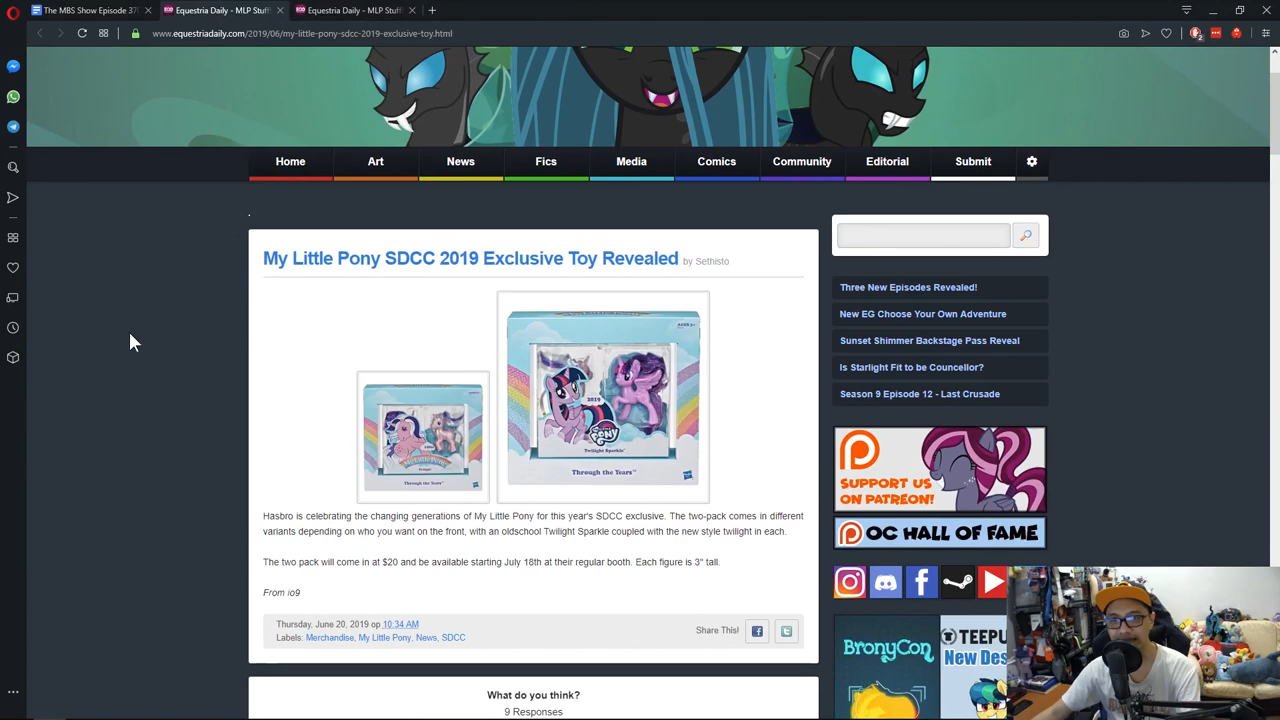 The MBS Show Episode 37
Equestria Daily - MLP Stuff
Equestria Daily - MLP Stuff
www.equestriadaily.com/2019/06/my-little-pony-sdcc-2019-exclusive-toy.html
Home Art News Fics Media Comics Community Editorial Submit
My Little Pony SDCC 2019 Exclusive Toy Revealed by Sethisto
AGES 3+
2019
Twilight Sparkle
Through the Years™
Through the Years™
Hasbro is celebrating the changing generations of My Little Pony for this year's SDCC exclusive. The two-pack comes in different
variants depending on who you want on the front, with an oldschool Twilight Sparkle coupled with the new style twilight in each.
The two pack will come in at $20 and be available starting July 18th at their regular booth. Each figure is 3" tall.
From io9
Thursday, June 20, 2019 op 10:34 AM
Labels: Merchandise, My Little Pony, News, SDCC
Share This!
What do you think?
9 Responses
Three New Episodes Revealed!
New EG Choose Your Own Adventure
Sunset Shimmer Backstage Pass Reveal
Is Starlight Fit to be Councellor?
Season 9 Episode 12 - Last Crusade
SUPPORT US
ON PATREON!
OC HALL OF FAME
BRONYCON
TEEPU
New Des